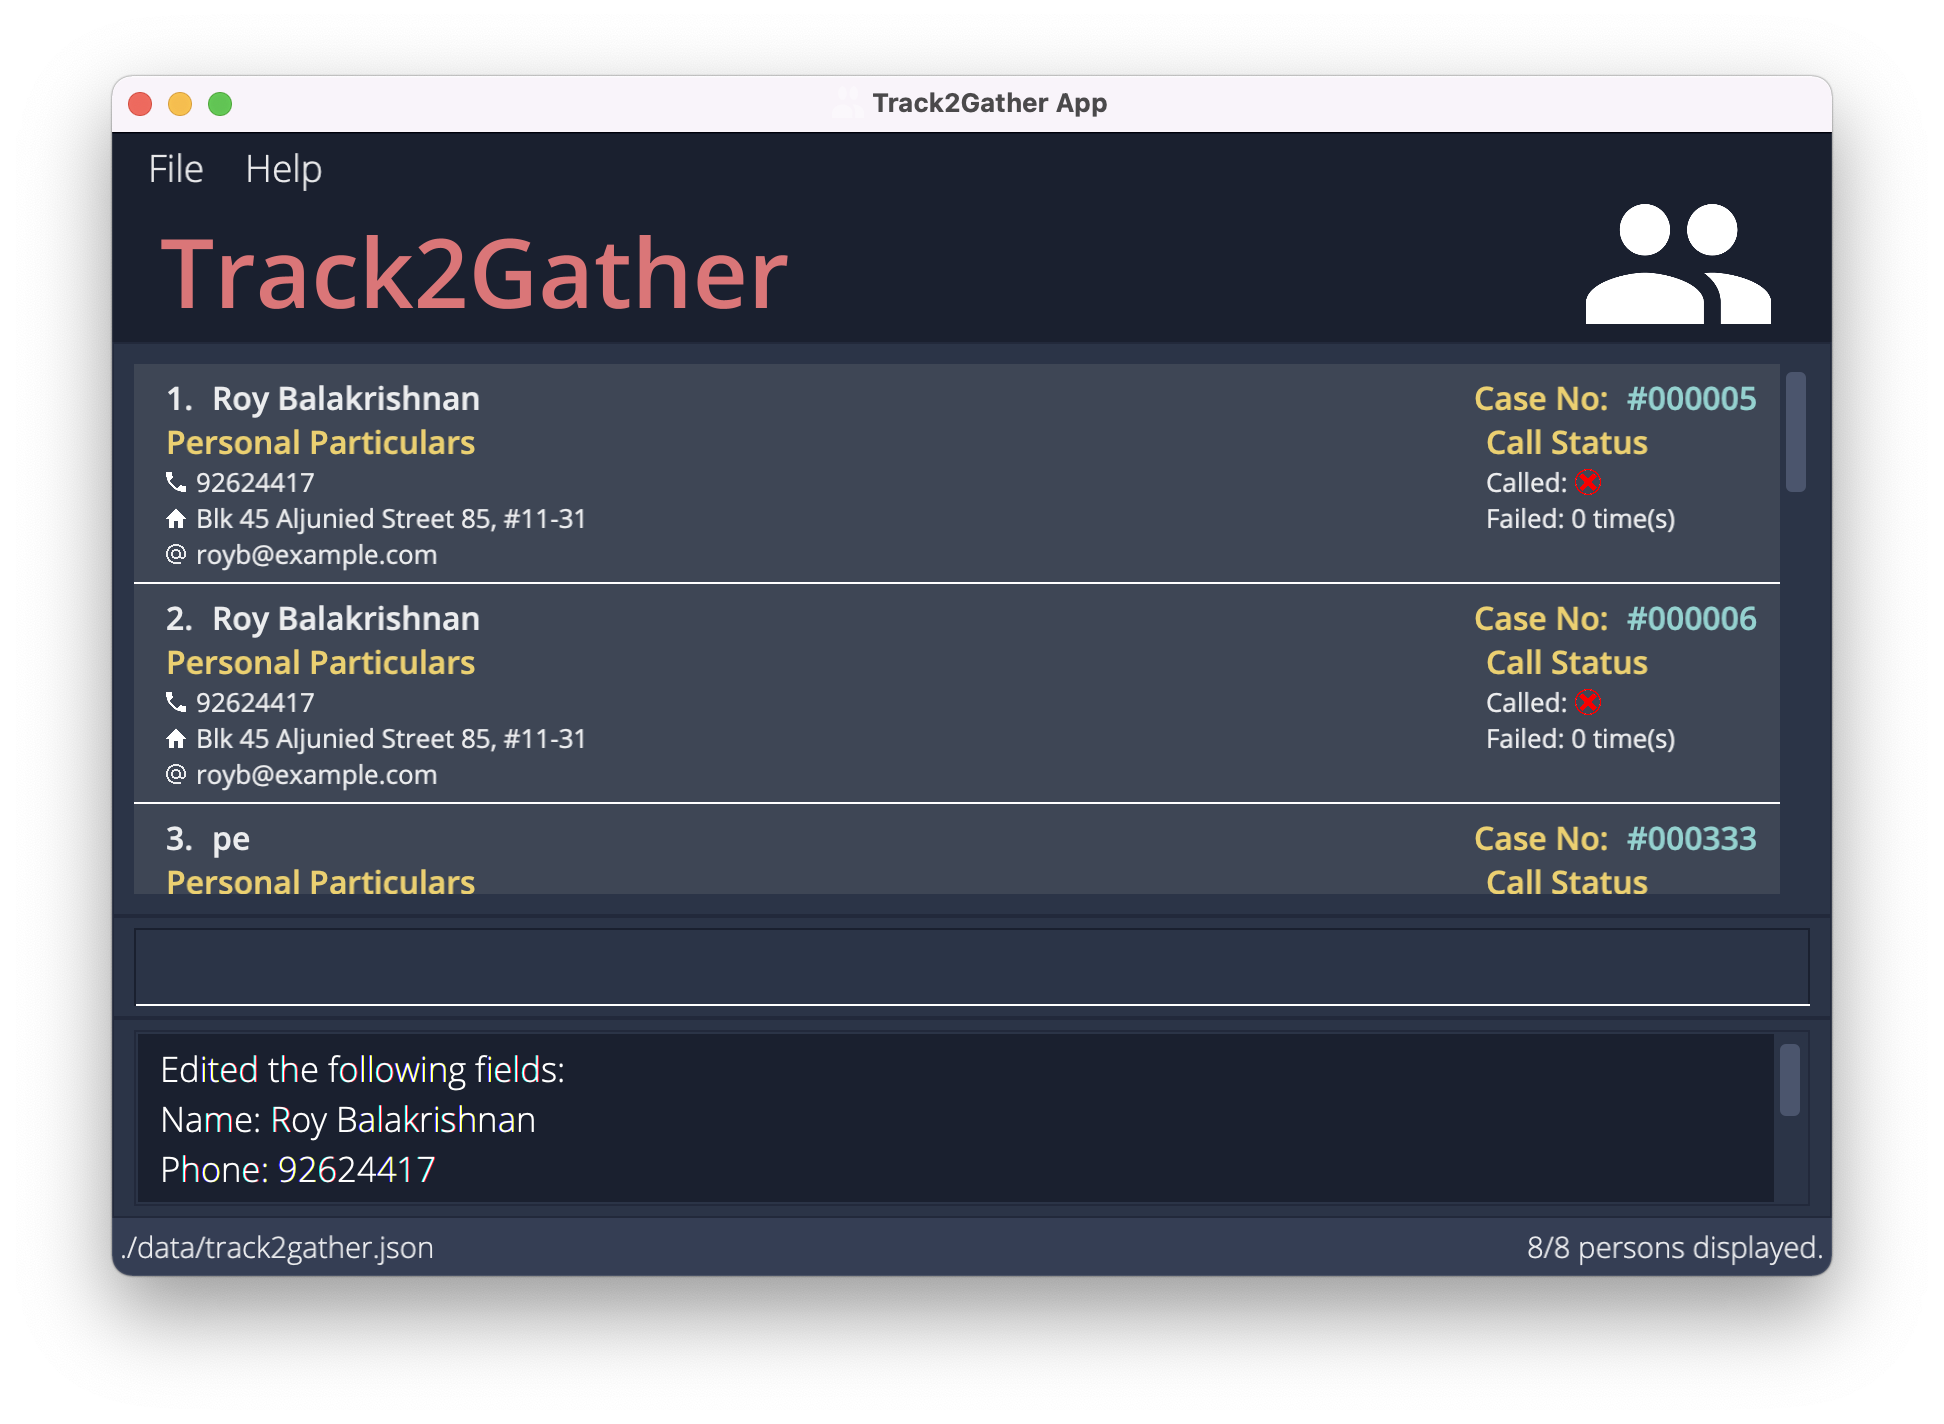 Track2Gather App
File Help
Track2Gather
1. Roy Balakrishnan Case No: #000005
Personal Particulars Call Status
92624417 Called:
Blk 45 Aljunied Street 85, #11-31 Failed: 0 time(s)
@ royb@example.com
2. Roy Balakrishnan Case No: #000006
Personal Particulars Call Status
92624417 Called:
Blk 45 Aljunied Street 85, #11-31 Failed: 0 time(s)
@ royb@example.com
3. pe Case No: #000333
Personal Particulars Call Status
Edited the following fields:
Name: Roy Balakrishnan
Phone: 92624417
./data/track2gather.json 8/8 persons displayed.